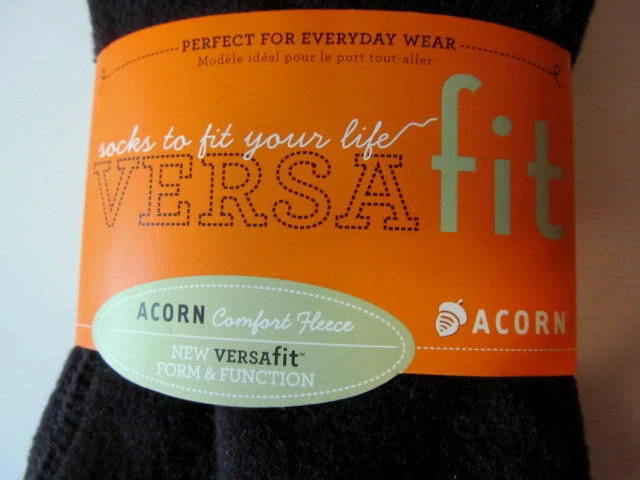 PERFECT FOR EVERYDAY WEAR
Modèle idéal pour le port tout-aller
socks to fit your life
VERSAfit
ACORN Comfort Fleece
NEW VERSAfit™
FORM & FUNCTION
ACORN™